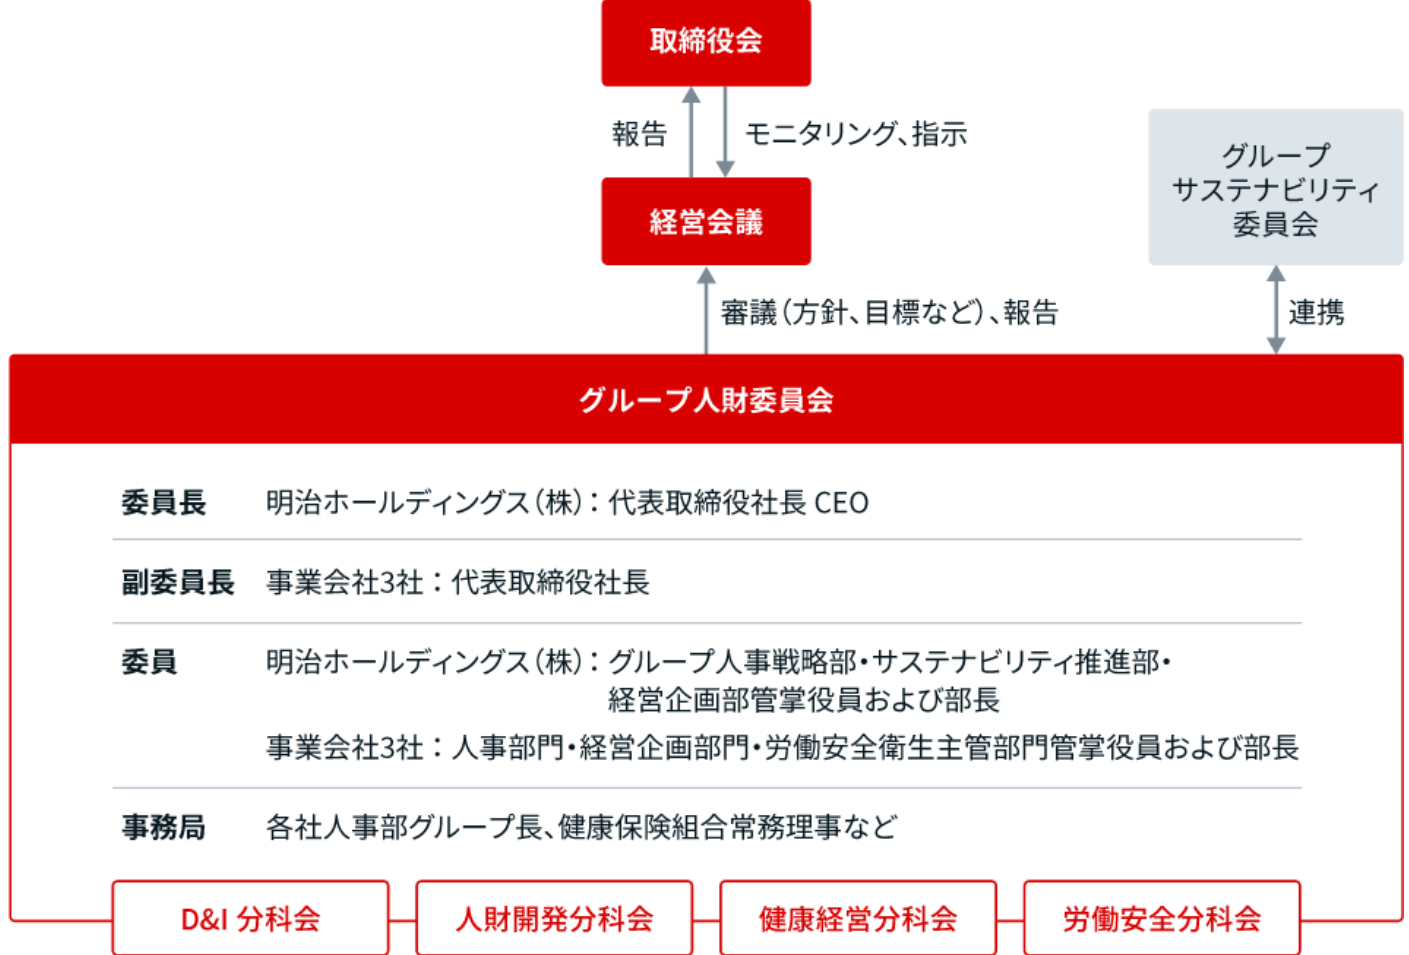 取締役会
報告
モニタリング、指示
経営会議
グループ
サステナビリティ
委員会
審議（方針、目標など）、報告
連携
グループ人財委員会
委員長 明治ホールディングス（株）：代表取締役社長 CEO
副委員長 事業会社3社：代表取締役社長
委員 明治ホールディングス（株）：グループ人事戦略部・サステナビリティ推進部・
経営企画部管掌役員および部長
事業会社3社：人事部門・経営企画部門・労働安全衛生主管部門管掌役員および部長
事務局 各社人事部グループ長、健康保険組合常務理事など
D&I 分科会
人財開発分科会
健康経営分科会
労働安全分科会